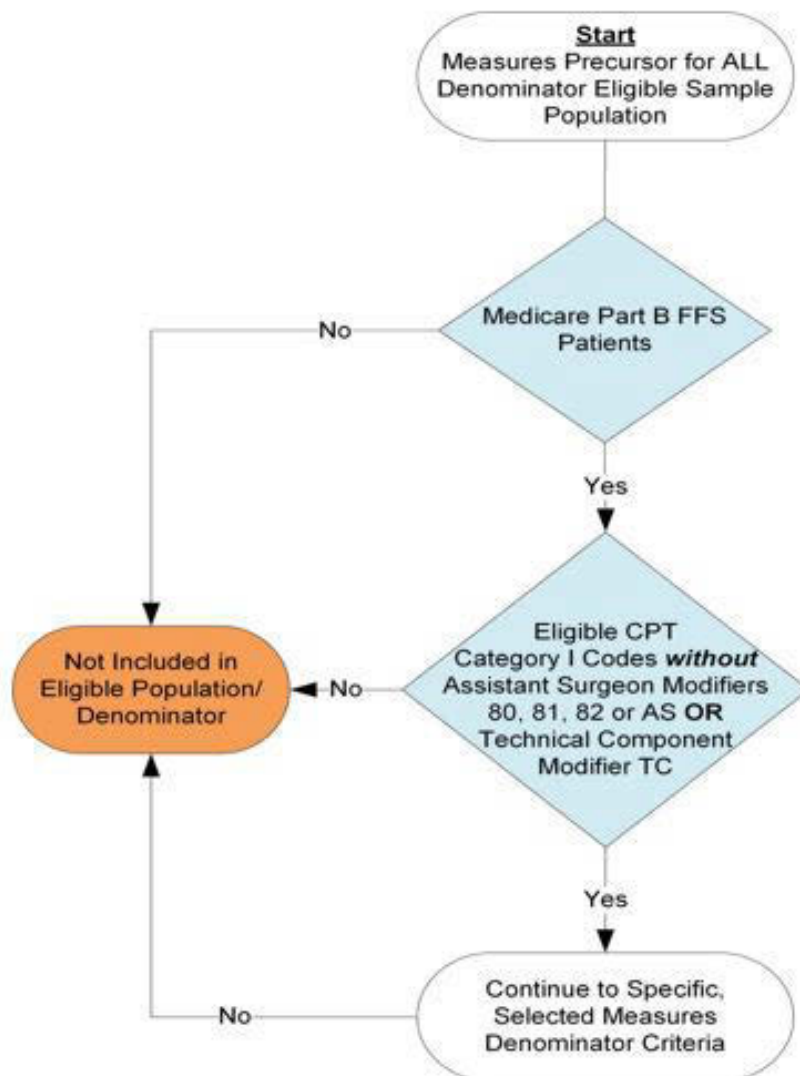 Start
Measures Precursor for ALL
Denominator Eligible Sample
Population
Medicare Part B FFS
Patients
No
Yes
Eligible CPT
Category I Codes without
Assistant Surgeon Modifiers
80, 81, 82 or AS OR
Technical Component
Modifier TC
No
Not Included in
Eligible Population/
Denominator
Yes
Continue to Specific,
Selected Measures
Denominator Criteria
No